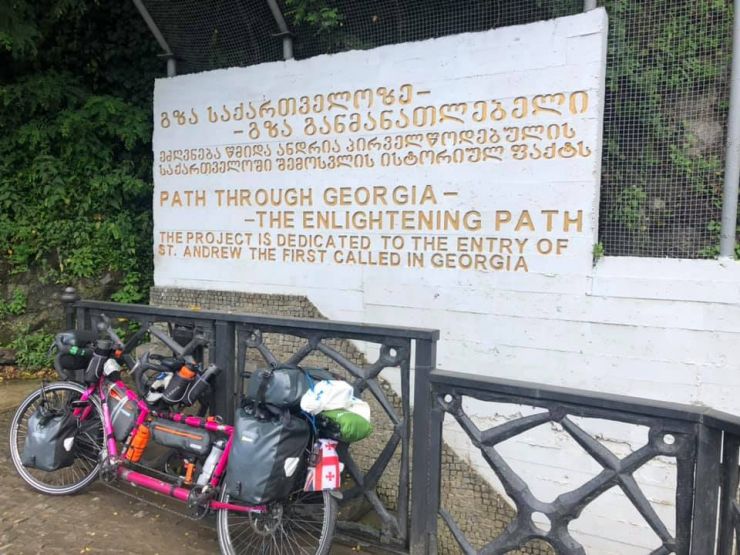 გზა საქართველოზე–
–გზა განმანათლებელი
ეძღვნება წმიდა ანდრია პირველწოდებულის
საქართველოში შემოსვლის ისტორიულ ფაქტს
PATH THROUGH GEORGIA–
–THE ENLIGHTENING PATH
THE PROJECT IS DEDICATED TO THE ENTRY OF
ST. ANDREW THE FIRST CALLED IN GEORGIA